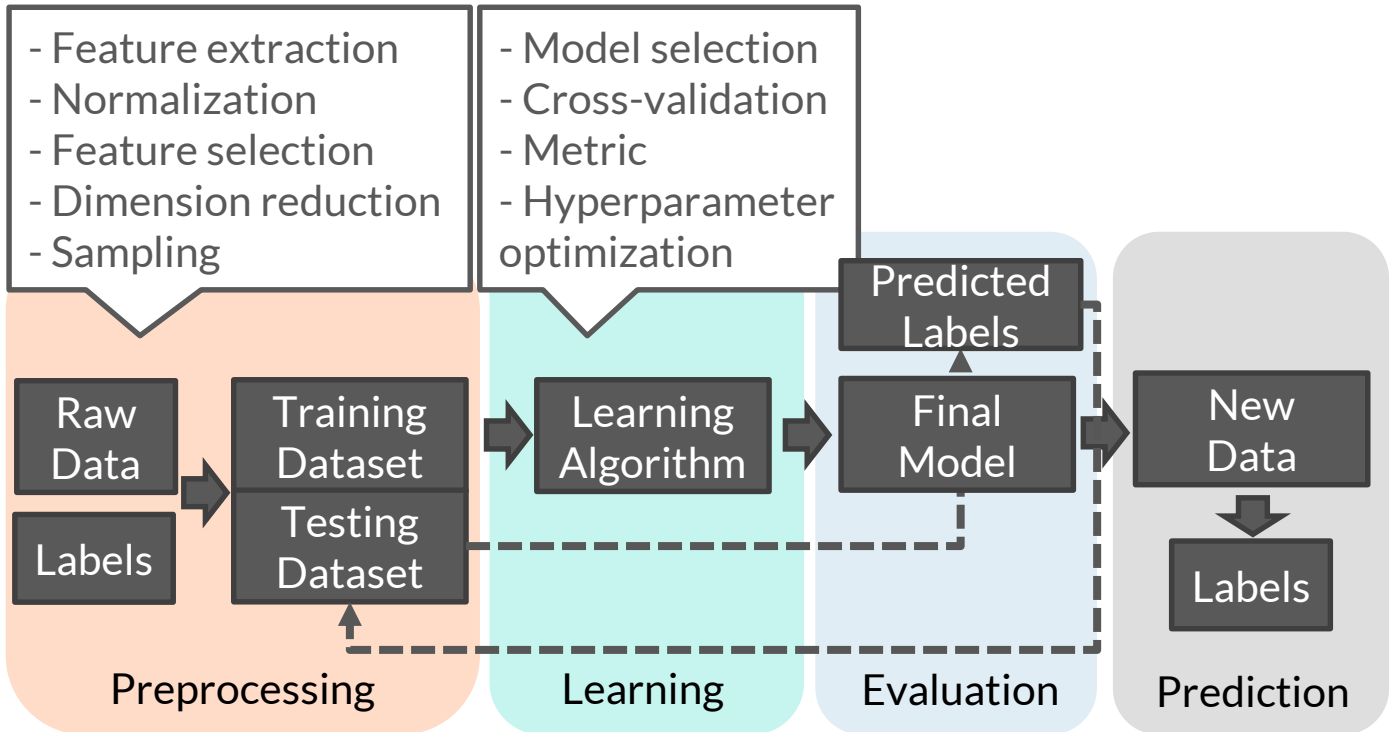 - Feature extraction
- Normalization
- Feature selection
- Dimension reduction
- Sampling
- Model selection
- Cross-validation
- Metric
- Hyperparameter
optimization
Raw
Data
Labels
Training
Dataset
Testing
Dataset
Learning
Algorithm
Predicted
Labels
Final
Model
New
Data
Labels
Preprocessing
Learning
Evaluation
Prediction